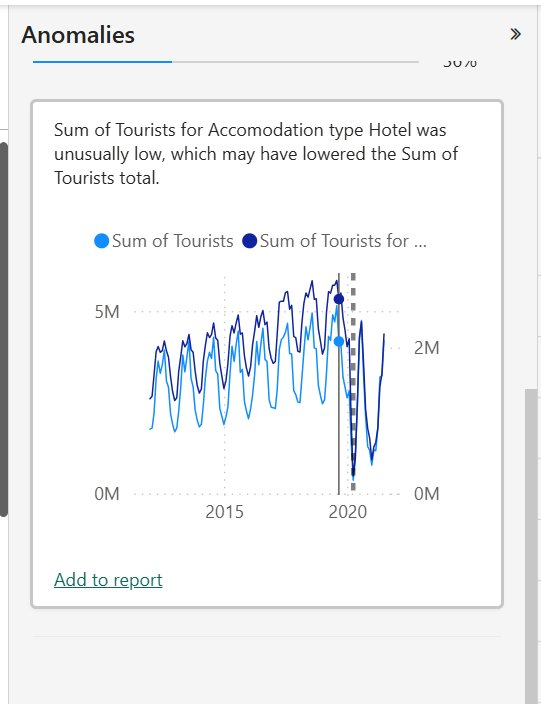 Anomalies
Sum of Tourists for Accomodation type Hotel was
unusually low, which may have lowered the Sum of
Tourists total.
Sum of Tourists Sum of Tourists for ...
5M
2M
0M
0M
2015
2020
Add to report